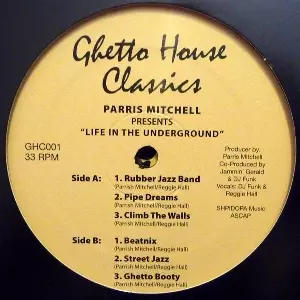 Ghetto House
Classics
PARRIS MITCHELL
PRESENTS
"LIFE IN THE UNDERGROUND"
GHC001
33 RPM
Producer by:
Parris Mitchell
Co-Produced by
Jammin' Gerald
& DJ Funk
Vocals: DJ Funk &
Reggie Hall
SHPIDOPA Music
ASCAP
Side A: 1. Rubber Jazz Band
(Parrish Mitchell/Reggie Hall)
2. Pipe Dreams
(Parrish Mitchell/Reggie Hall)
3. Climb The Walls
(Parrish Mitchell/Reggie Hall)
Side B: 1. Beatnix
(Parrish Mitchell/Reggie Hall)
2. Street Jazz
(Parrish Mitchell/Reggie Hall)
3. Ghetto Booty
(Parrish Mitchell/Reggie Hall)